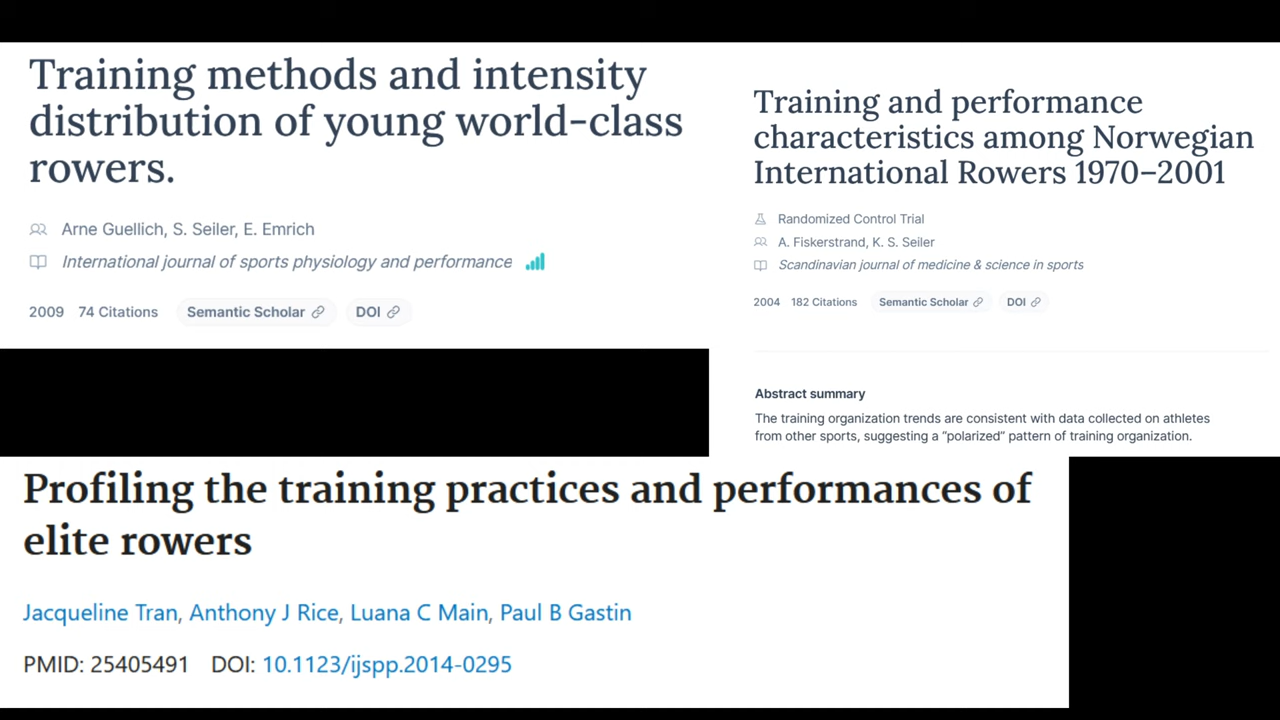 Training methods and intensity
distribution of young world-class
rowers.
Arne Guellich, S. Seiler, E. Emrich
International journal of sports physiology and performance
2009 74 Citations Semantic Scholar DOI
Training and performance
characteristics among Norwegian
International Rowers 1970–2001
Randomized Control Trial
A. Fiskerstrand, K. S. Seiler
Scandinavian journal of medicine & science in sports
2004 182 Citations Semantic Scholar DOI
Abstract summary
The training organization trends are consistent with data collected on athletes
from other sports, suggesting a “polarized” pattern of training organization.
Profiling the training practices and performances of
elite rowers
Jacqueline Tran, Anthony J Rice, Luana C Main, Paul B Gastin
PMID: 25405491 DOI: 10.1123/ijspp.2014-0295